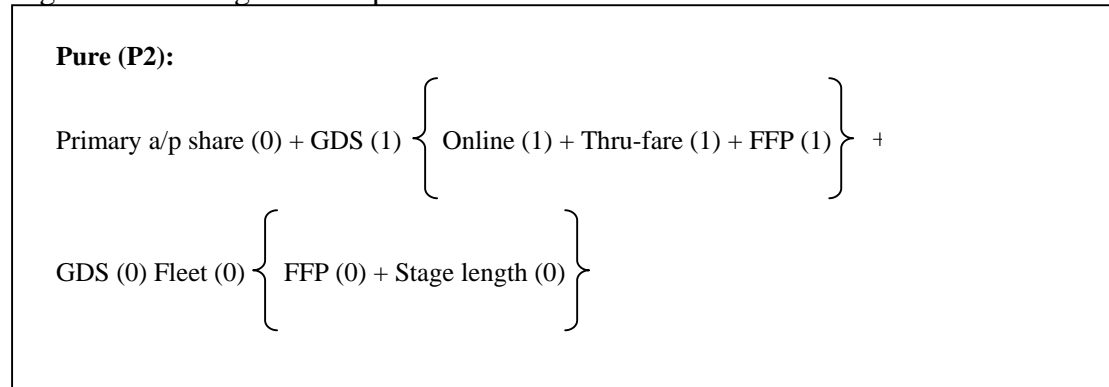 Pure (P2):
Primary a/p share (0) + GDS (1) { Online (1) + Thru-fare (1) + FFP (1) } +
GDS (0) Fleet (0) { FFP (0) + Stage length (0) }